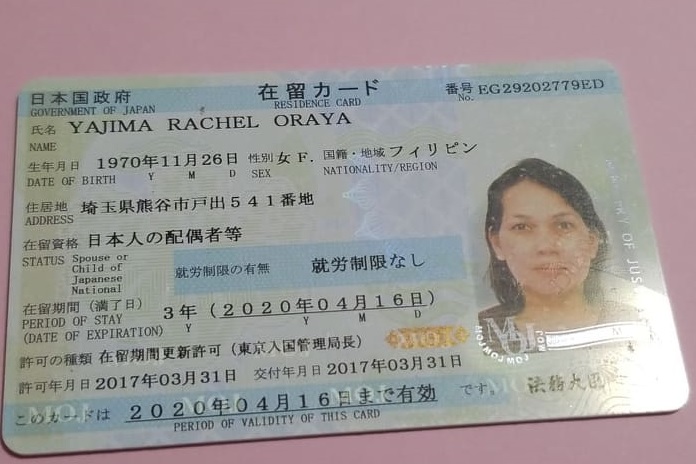 日本国政府 在留カード 番号 EG29202779ED
GOVERNMENT OF JAPAN RESIDENCE CARD No.
氏名 YAJIMA RACHEL ORAYA
NAME
生年月日 1970年11月26日 性別 女 F. 国籍・地域 フィリピン
DATE OF BIRTH Y M D SEX NATIONALITY/REGION
住居地 埼玉県熊谷市戸出541番地
ADDRESS
在留資格 日本人の配偶者等
STATUS Spouse or
Child of
Japanese
National
就労制限の有無 就労制限なし
在留期間(満了日) 3年(2020年04月16日)
PERIOD OF STAY Y Y M D
(DATE OF EXPIRATION)
許可の種類 在留期間更新許可(東京入国管理局長)
許可年月日 2017年03月31日 交付年月日 2017年03月31日
このカードは 2020年04月16日まで有効 です。
PERIOD OF VALIDITY OF THIS CARD
MOJ